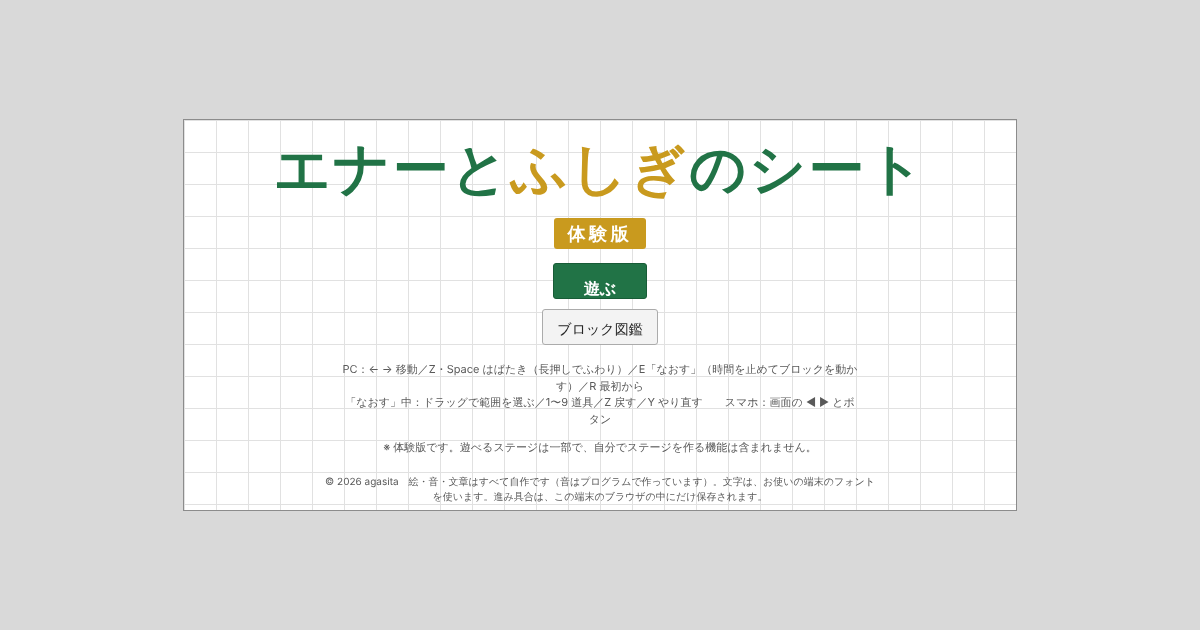 エナーとふしぎのシート
体験版
遊ぶ
ブロック図鑑
PC：← → 移動／Z・Space はばたき（長押しでふわり）／E「なおす」（時間を止めてブロックを動か
す）／R 最初から
「なおす」中：ドラッグで範囲を選ぶ／1〜9 道具／Z 戻す／Y やり直す　　スマホ：画面の ◀ ▶ とボ
タン
※ 体験版です。遊べるステージは一部で、自分でステージを作る機能は含まれません。
© 2026 agasita　絵・音・文章はすべて自作です（音はプログラムで作っています）。文字は、お使いの端末のフォント
を使います。進み具合は、この端末のブラウザの中にだけ保存されます。